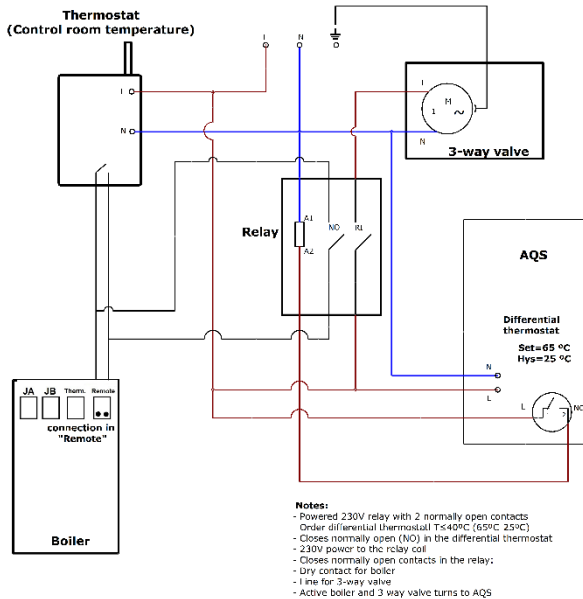 Thermostat
(Control room temperature)
L
N
L
N
L
M
1
N
3-way valve
Relay
A1
A2
NO
R1
AQS
Differential
thermostat
Set=65 ºC
Hys=25 ºC
N
L
L
NO
JA
JB
Therm.
Remote
connection in
"Remote"
Boiler
Notes:
- Powered 230V relay with 2 normally open contacts
Order differential thermostatl T≤40ºC (65ºC 25ºC)
- Closes normally open (NO) in the differential thermostat
- 230V power to the relay coil
- Closes normally open contacts in the relay:
- Dry contact for boiler
- Line for 3-way valve
- Active boiler and 3 way valve turns to AQS